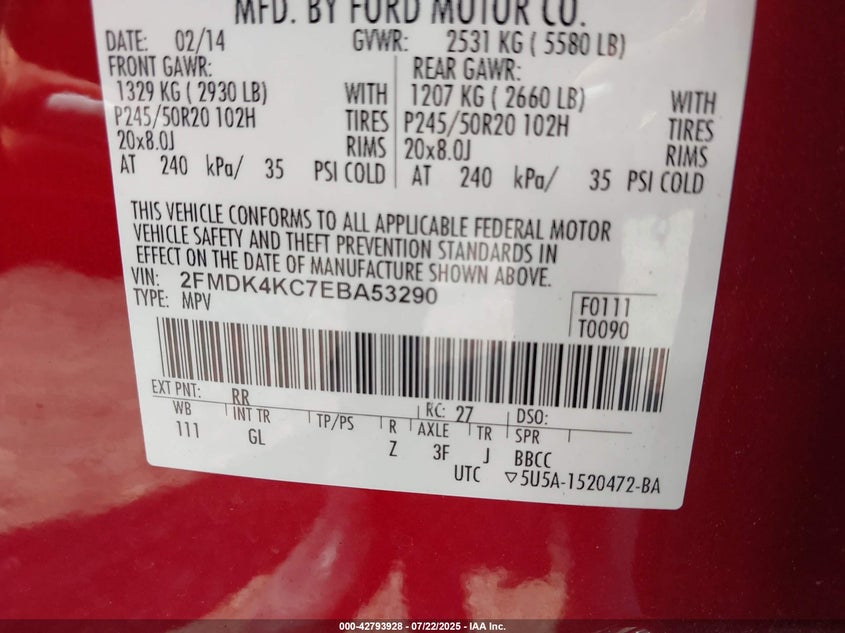 MFD. BY FORD MOTOR CO.
DATE: 02/14 GVWR: 2531 KG ( 5580 LB)
FRONT GAWR: REAR GAWR:
1329 KG ( 2930 LB) WITH 1207 KG ( 2660 LB) WITH
P245/50R20 102H TIRES P245/50R20 102H TIRES
20x8.0J RIMS 20x8.0J RIMS
AT 240 kPa/ 35 PSI COLD AT 240 kPa/ 35 PSI COLD
THIS VEHICLE CONFORMS TO ALL APPLICABLE FEDERAL MOTOR
VEHICLE SAFETY AND THEFT PREVENTION STANDARDS IN
EFFECT ON THE DATE OF MANUFACTURE SHOWN ABOVE.
VIN: 2FMDK4KC7EBA53290
TYPE: MPV
F0111
T0090
EXT PNT: RR RC: 27 DSO:
WB INT TR TP/PS R AXLE TR SPR
111 GL Z 3F J BBCC
UTC ▽5U5A-1520472-BA
000-42793928 | 07/22/2025 | IAA Inc.